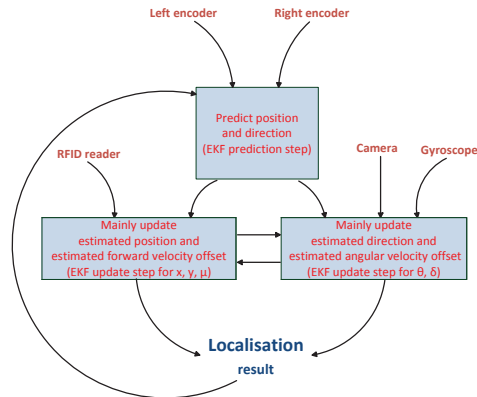 Left encoder
Right encoder
Predict position
and direction
(EKF prediction step)
RFID reader
Camera
Gyroscope
Mainly update
estimated position and
estimated forward velocity offset
(EKF update step for x, y, μ)
Mainly update
estimated direction and
estimated angular velocity offset
(EKF update step for θ, δ)
Localisation
result